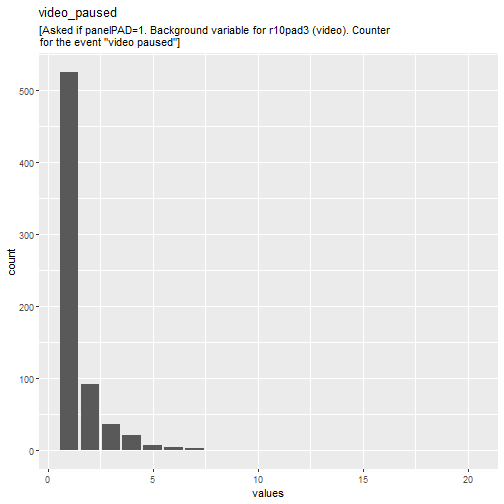 video_paused
[Asked if panelPAD=1. Background variable for r10pad3 (video). Counter
for the event "video paused"]
500
400
300
200
100
0
count
0 5 10 15 20
values